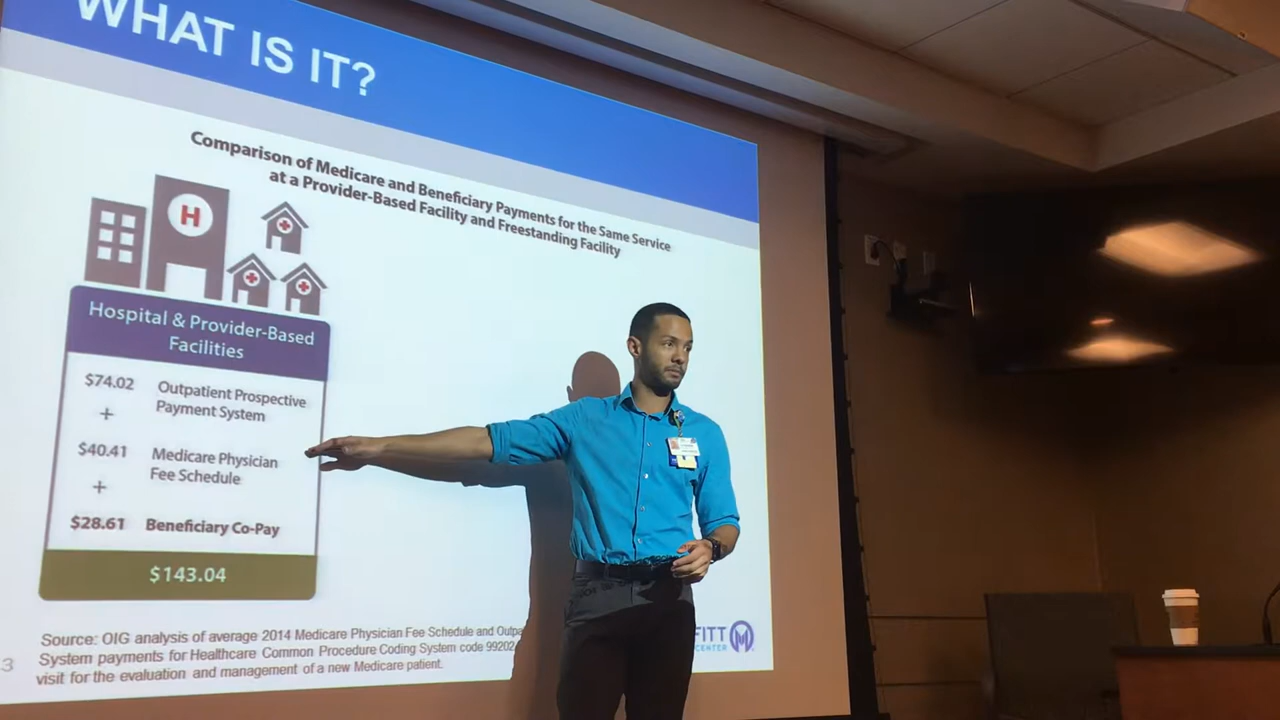 WHAT IS IT?
Comparison of Medicare and Beneficiary Payments for the Same Service
at a Provider-Based Facility and Freestanding Facility
H
Hospital & Provider-Based
Facilities
$74.02 Outpatient Prospective
Payment System
+
$40.41 Medicare Physician
Fee Schedule
+
$28.61 Beneficiary Co-Pay
$143.04
Source: OIG analysis of average 2014 Medicare Physician Fee Schedule and Outpa
System payments for Healthcare Common Procedure Coding System code 99202
visit for the evaluation and management of a new Medicare patient.
3
FITT
CENTER
M